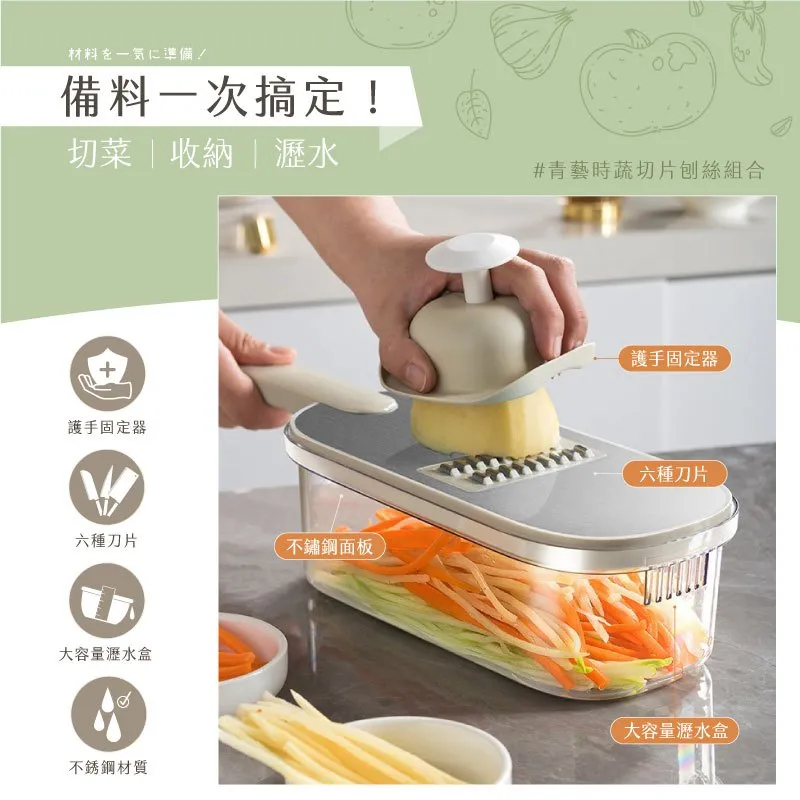 材料を一気に準備！
備料一次搞定！
切菜｜收納｜瀝水
#青藝時蔬切片刨絲組合
護手固定器
六種刀片
大容量瀝水盒
不銹鋼材質
護手固定器
六種刀片
不鏽鋼面板
大容量瀝水盒